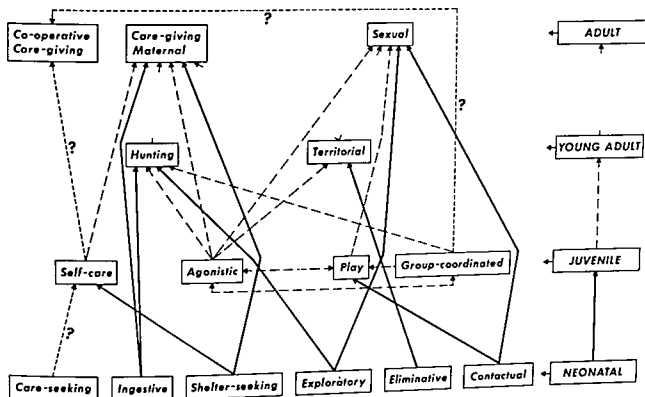 ?
Co-operative
Care-giving
Care-giving
Maternal
Sexual
ADULT
?
?
Hunting
Territorial
YOUNG ADULT
Self-care
Agonistic
Play
Group-coordinated
JUVENILE
?
Care-seeking
Ingestive
Shelter-seeking
Exploratory
Eliminative
Contactual
NEONATAL